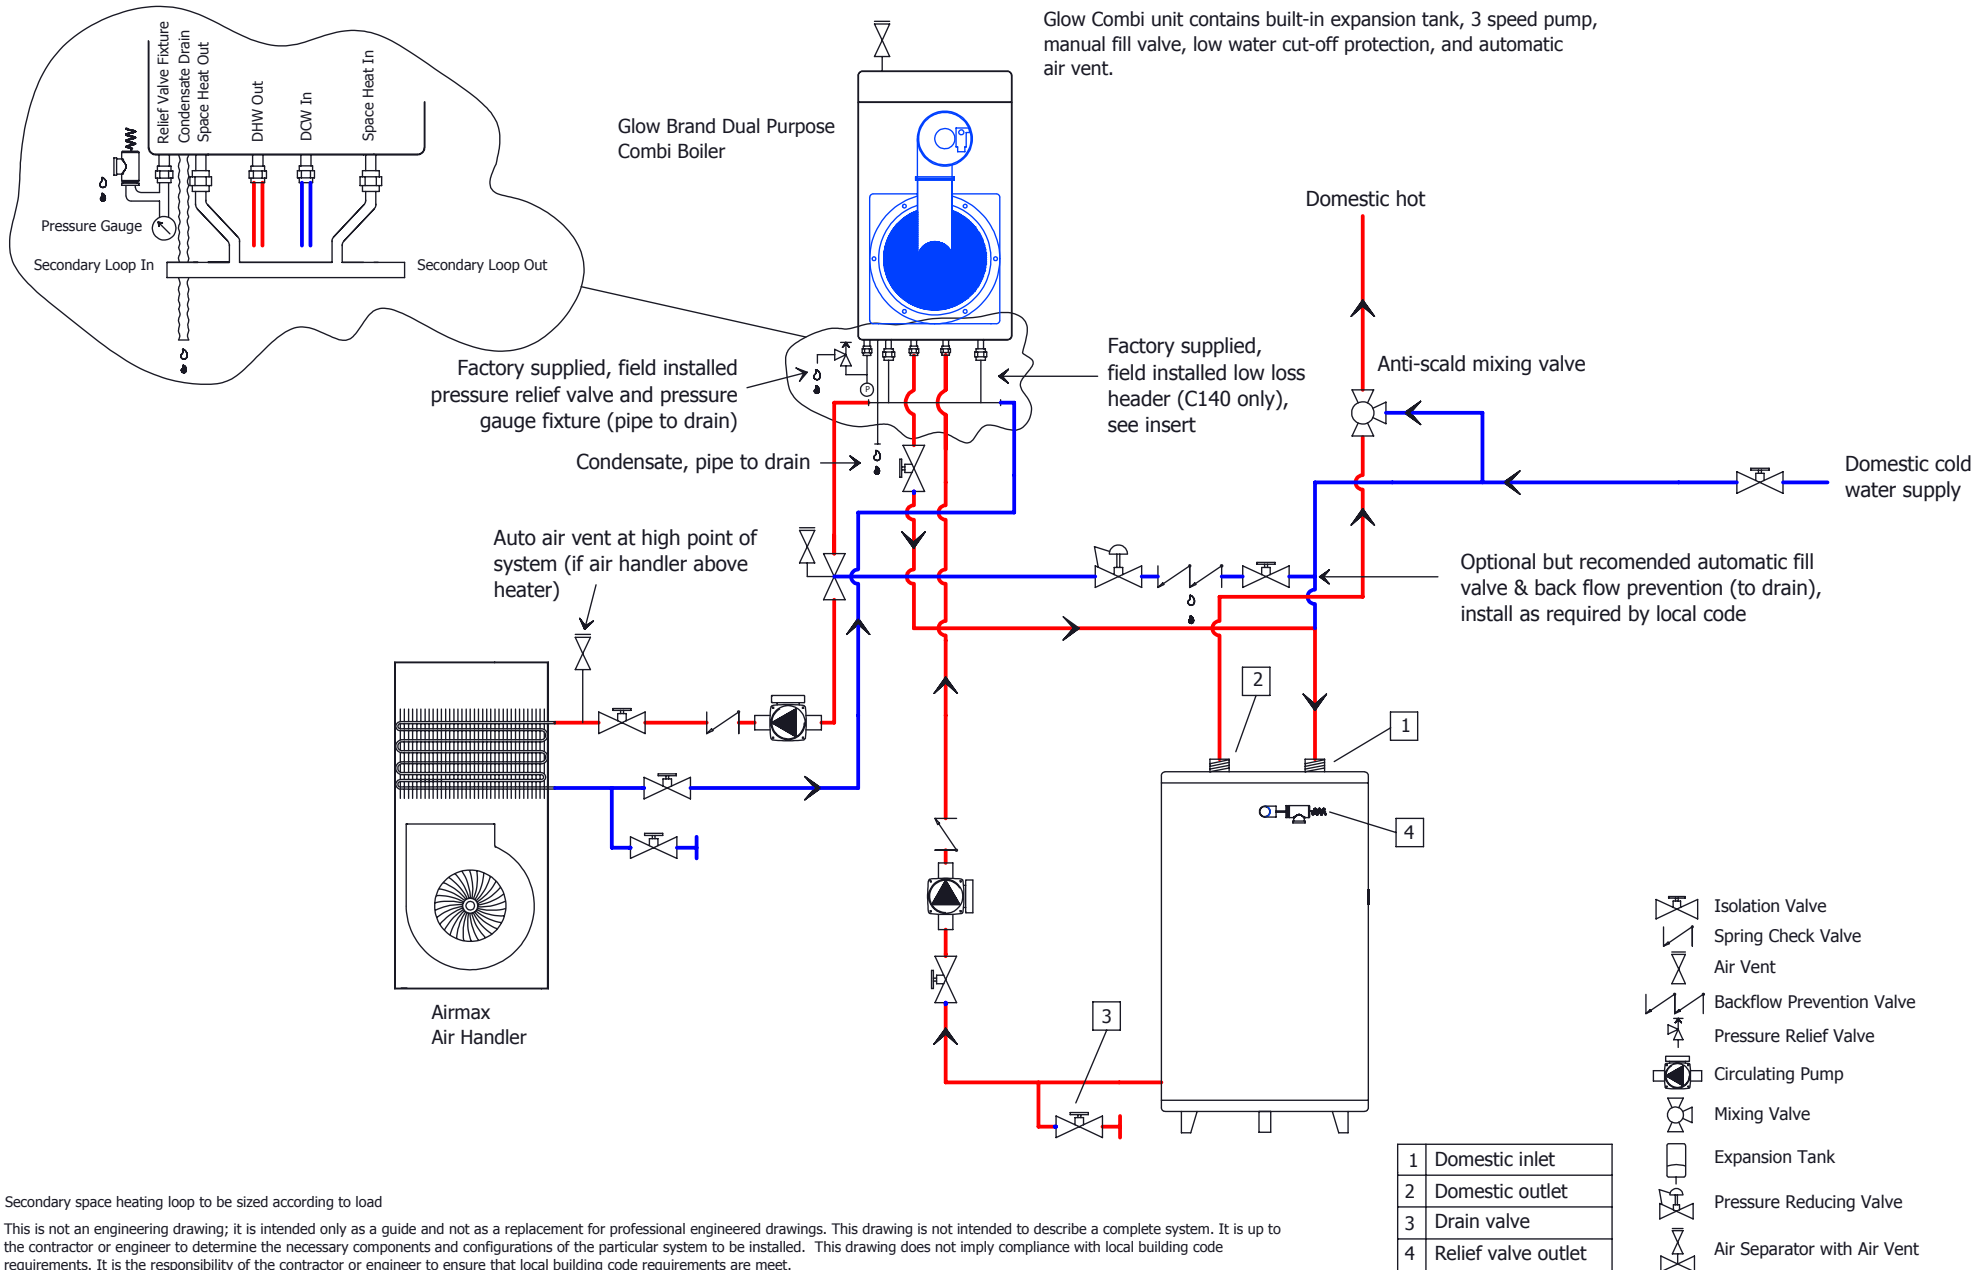 Glow Combi unit contains built-in expansion tank, 3 speed pump,
manual fill valve, low water cut-off protection, and automatic
air vent.
Relief Valve Fixture
Condensate Drain
Space Heat Out
DHW Out
DCW In
Space Heat In
Pressure Gauge
Secondary Loop In
Secondary Loop Out
Glow Brand Dual Purpose
Combi Boiler
Domestic hot
Factory supplied, field installed
pressure relief valve and pressure
gauge fixture (pipe to drain)
P
Factory supplied,
field installed low loss
header (C140 only),
see insert
Anti-scald mixing valve
Condensate, pipe to drain
Domestic cold
water supply
Auto air vent at high point of
system (if air handler above
heater)
Optional but recomended automatic fill
valve & back flow prevention (to drain),
install as required by local code
2
1
4
3
Airmax
Air Handler
Isolation Valve
Spring Check Valve
Air Vent
Backflow Prevention Valve
Pressure Relief Valve
Circulating Pump
Mixing Valve
Expansion Tank
Pressure Reducing Valve
Air Separator with Air Vent
1 Domestic inlet
2 Domestic outlet
3 Drain valve
4 Relief valve outlet
Secondary space heating loop to be sized according to load
This is not an engineering drawing; it is intended only as a guide and not as a replacement for professional engineered drawings. This drawing is not intended to describe a complete system. It is up to
the contractor or engineer to determine the necessary components and configurations of the particular system to be installed. This drawing does not imply compliance with local building code
requirements. It is the responsibility of the contractor or engineer to ensure that local building code requirements are meet.